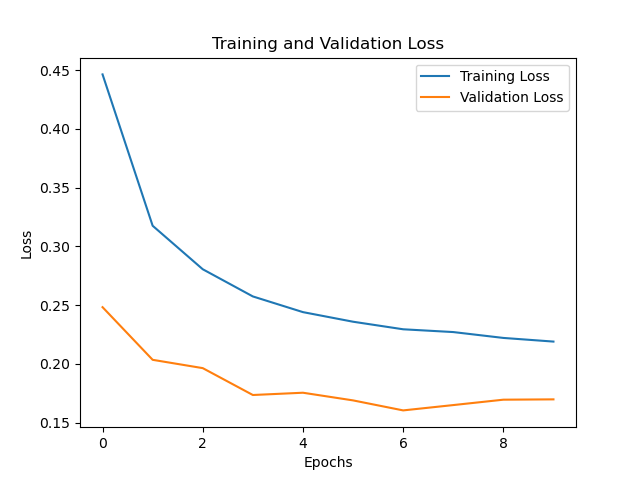 Training and Validation Loss
Training Loss
Validation Loss
0.45
0.40
0.35
0.30
0.25
0.20
0.15
Loss
0
2
4
6
8
Epochs